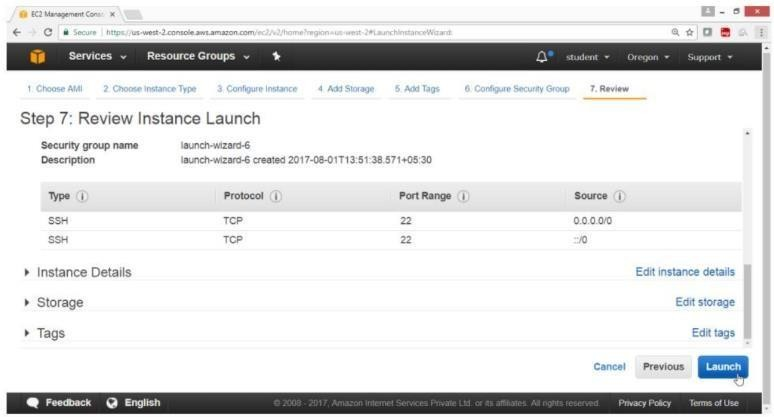 EC2 Management Conso
Secure https://us-west-2.console.aws.amazon.com/ec2/v2/home?region=us-west-2#LaunchInstanceWizard:
Services Resource Groups student Oregon Support
1. Choose AMI 2. Choose Instance Type 3. Configure Instance 4. Add Storage 5. Add Tags 6. Configure Security Group 7. Review
Step 7: Review Instance Launch
Security group name launch-wizard-6
Description launch-wizard-6 created 2017-08-01T13:51:38.571+05:30
Type Protocol Port Range Source
SSH TCP 22 0.0.0.0/0
SSH TCP 22 ::/0
Instance Details Edit instance details
Storage Edit storage
Tags Edit tags
Cancel Previous Launch
Feedback English © 2008 - 2017, Amazon Internet Services Private Ltd. or its affiliates. All rights reserved. Privacy Policy Terms of Use